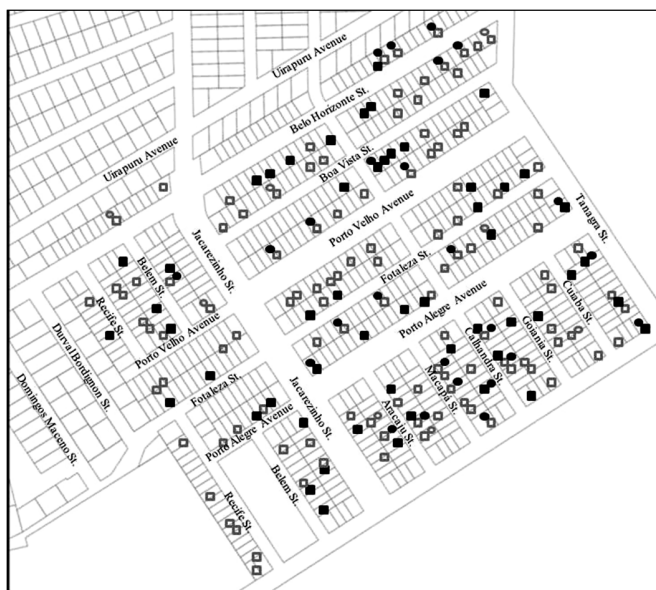 Uirapuru Avenue
Belo Horizonte St.
Uirapuru Avenue
Boa Vista St.
Porto Velho Avenue
Tanagra St.
Jacarezinho St.
Belem St.
Fotaleza St.
Recife St.
Porto Alegre Avenue
Cuiaba St.
Goiania St.
Durval Bordignon St.
Porto Velho Avenue
Calhandra St.
Macapá St.
Domingos Maceno St.
Fotaleza St.
Jacarezinho St.
Aracaju St.
Porto Alegre Avenue
Belem St.
Recife St.